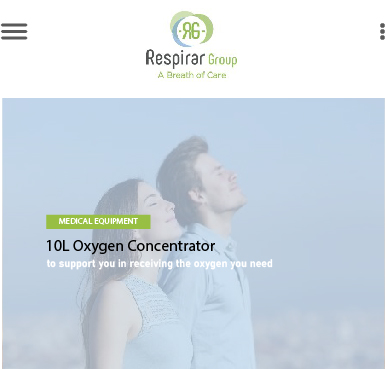 RG
Respirar Group
A Breath of Care
MEDICAL EQUIPMENT
10L Oxygen Concentrator
to support you in receiving the oxygen you need